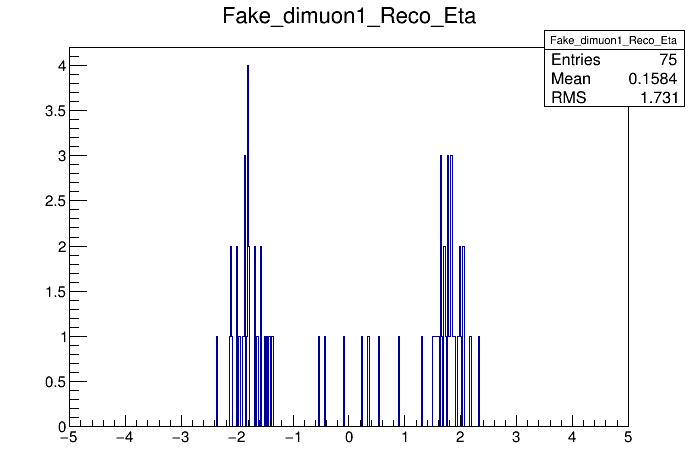 Fake_dimuon1_Reco_Eta
Fake_dimuon1_Reco_Eta
Entries 75
Mean 0.1584
RMS 1.731
4
3.5
3
2.5
2
1.5
1
0.5
0
−5 −4 −3 −2 −1 0 1 2 3 4 5